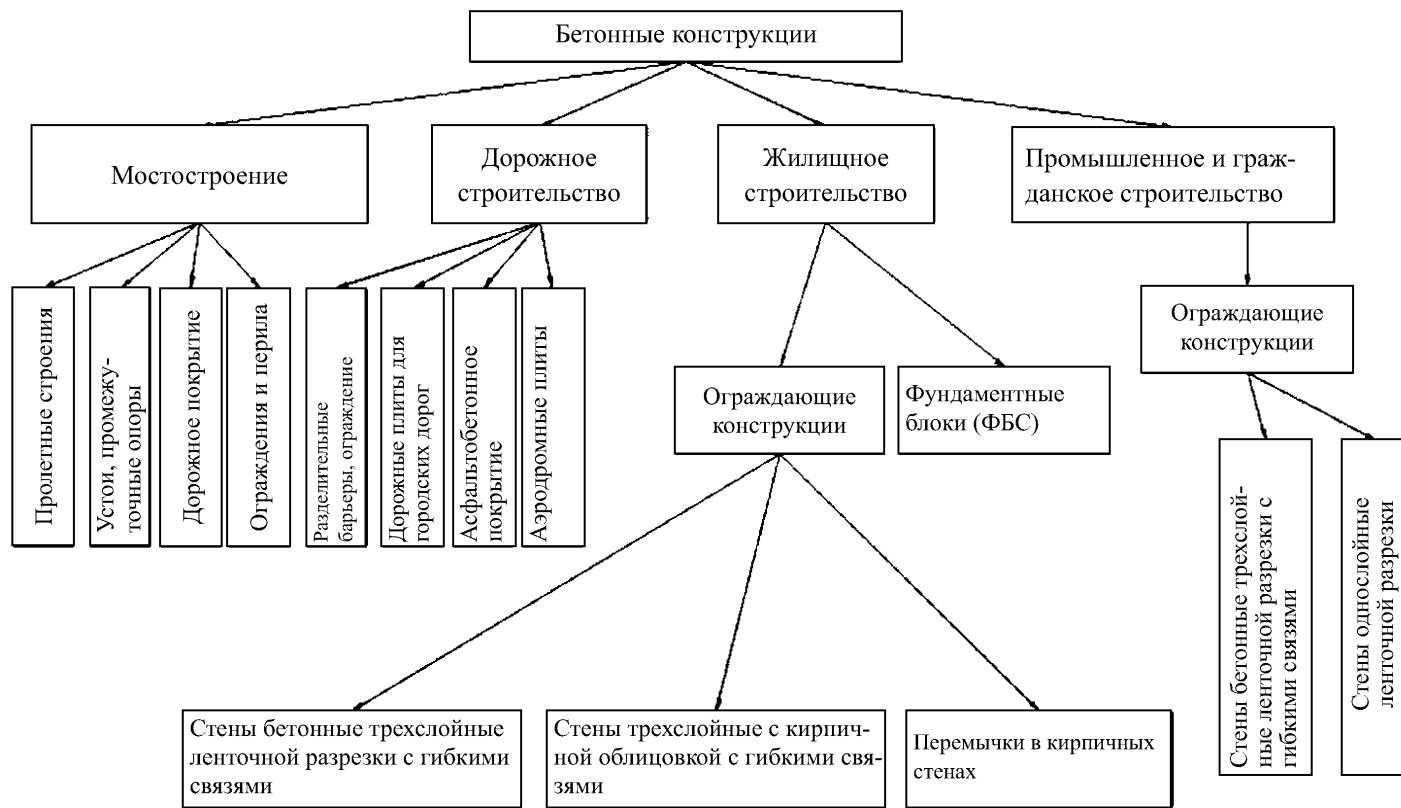 Бетонные конструкции
Мостостроение
Дорожное
строительство
Жилищное
строительство
Промышленное и граж-
данское строительство
Пролетные строения
Устои, промежу-
точные опоры
Дорожное покрытие
Ограждения и перила
Разделительные
барьеры, ограждение
Дорожные плиты для
городских дорог
Асфальтобетонное
покрытие
Аэродромные плиты
Ограждающие
конструкции
Фундаментные
блоки (ФБС)
Ограждающие
конструкции
Стены бетонные трехслойные
ленточной разрезки с гибкими
связями
Стены трехслойные с кирпич-
ной облицовкой с гибкими свя-
зями
Перемычки в кирпичных
стенах
Стены бетонные трехслой-
ные ленточной разрезки с
гибкими связями
Стены однослойные
ленточной разрезки